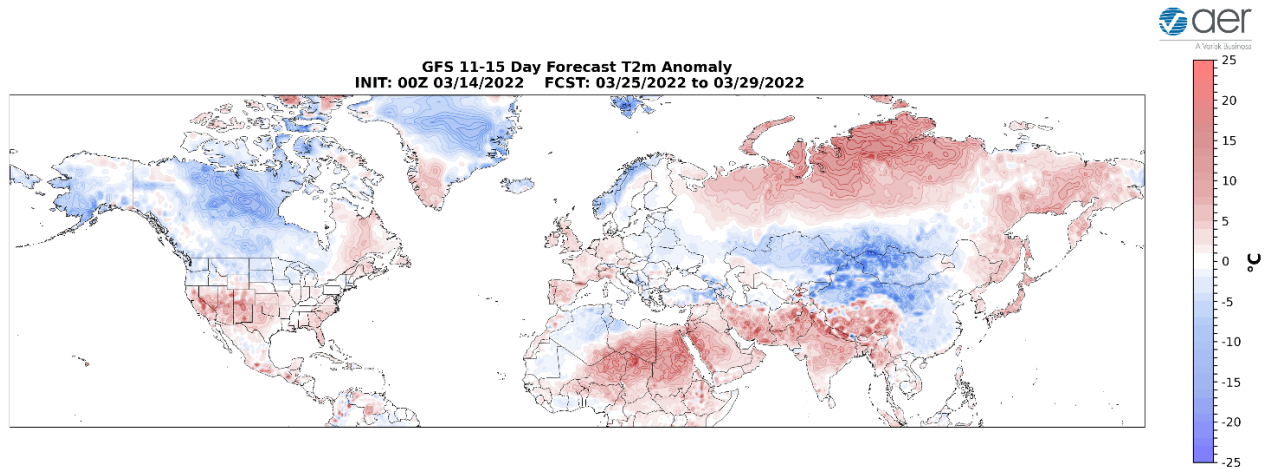 aer
A Verisk Business
GFS 11-15 Day Forecast T2m Anomaly
INIT: 00Z 03/14/2022 FCST: 03/25/2022 to 03/29/2022
25
20
15
10
5
0
-5
-10
-15
-20
-25
°C